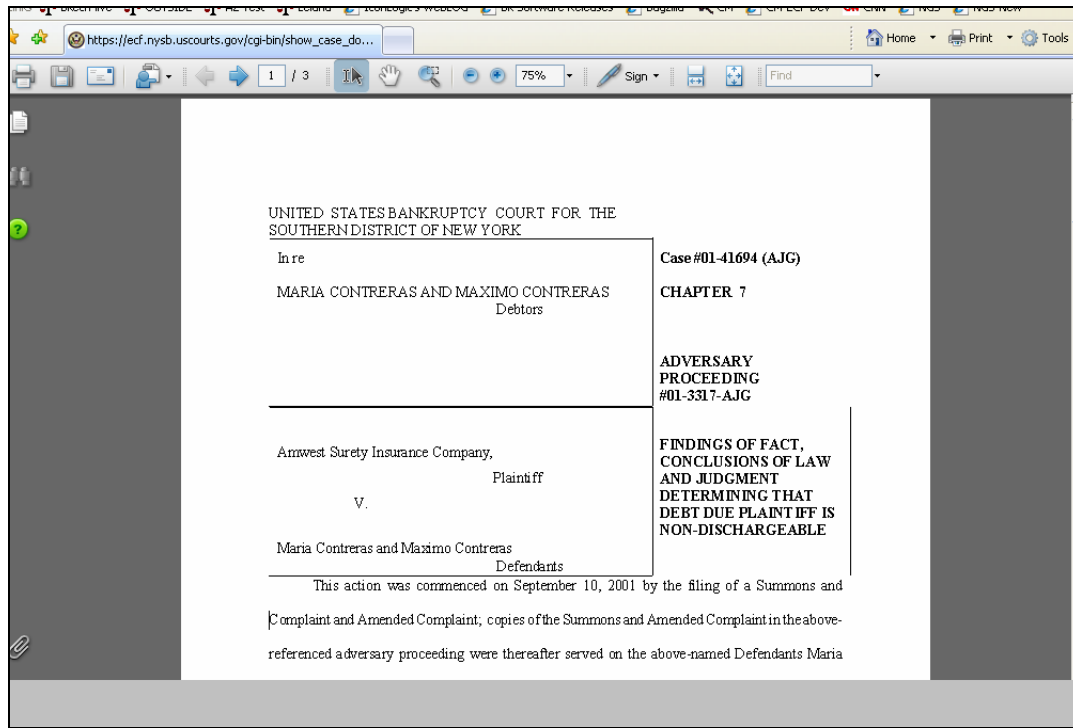 https://ecf.nysb.uscourts.gov/cgi-bin/show_case_do...
Home
Print
Tools
1 / 3
75%
Sign
Find
UNITED STATES BANKRUPTCY COURT FOR THE
SOUTHERN DISTRICT OF NEW YORK
In re
Case #01-41694 (AJG)
MARIA CONTRERAS AND MAXIMO CONTRERAS
CHAPTER 7
Debtors
ADVERSARY
PROCEEDING
#01-3317-AJG
Amwest Surety Insurance Company,
Plaintiff
V.
Maria Contreras and Maximo Contreras
Defendants
FINDINGS OF FACT,
CONCLUSIONS OF LAW
AND JUDGMENT
DETERMINING THAT
DEBT DUE PLAINTIFF IS
NON-DISCHARGEABLE
This action was commenced on September 10, 2001 by the filing of a Summons and
Complaint and Amended Complaint; copies of the Summons and Amended Complaint in the above-
referenced adversary proceeding were thereafter served on the above-named Defendants Maria